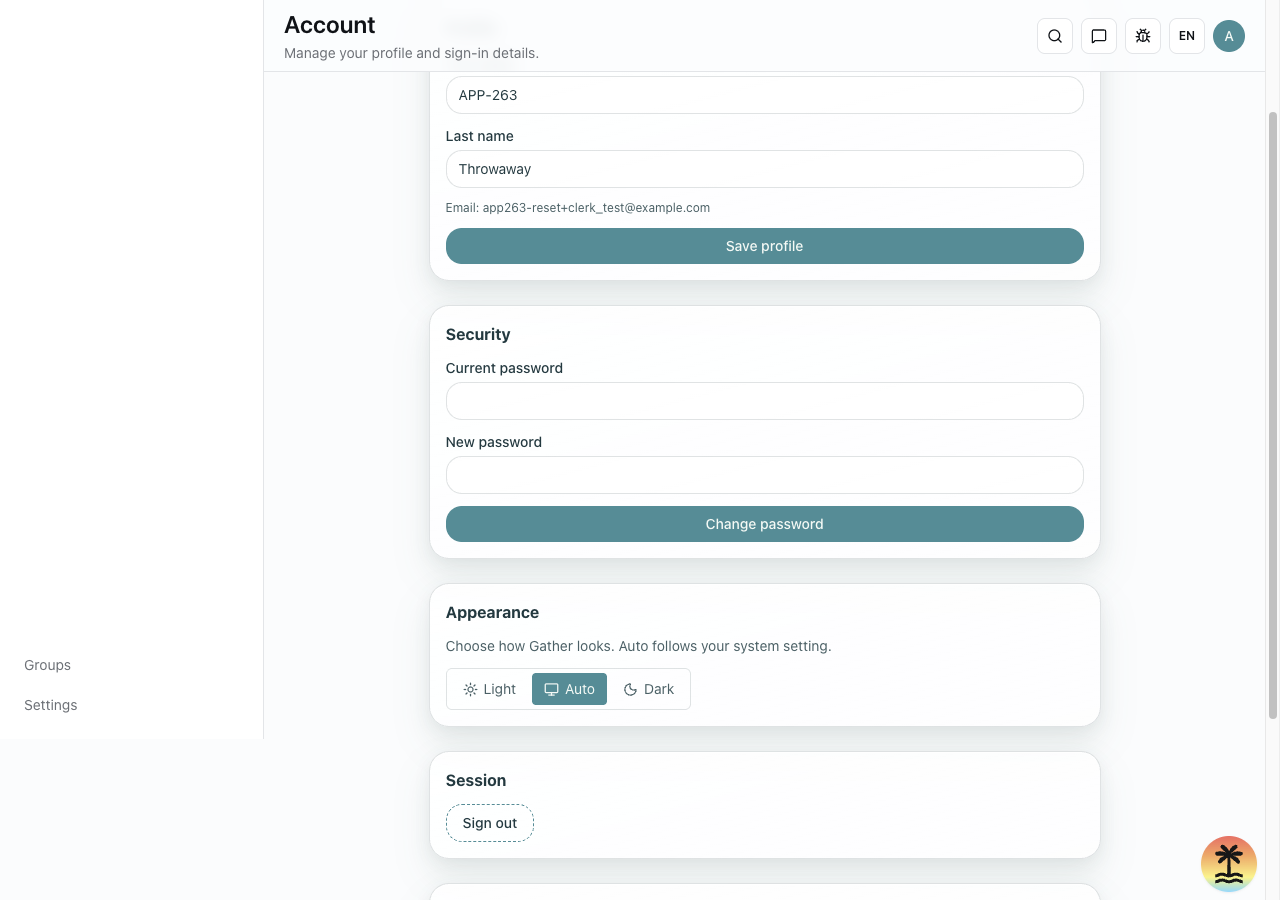 Account
Manage your profile and sign-in details.
EN
A
APP-263
Last name
Throwaway
Email: app263-reset+clerk_test@example.com
Save profile
Security
Current password
New password
Change password
Appearance
Choose how Gather looks. Auto follows your system setting.
Light
Auto
Dark
Session
Sign out
Groups
Settings